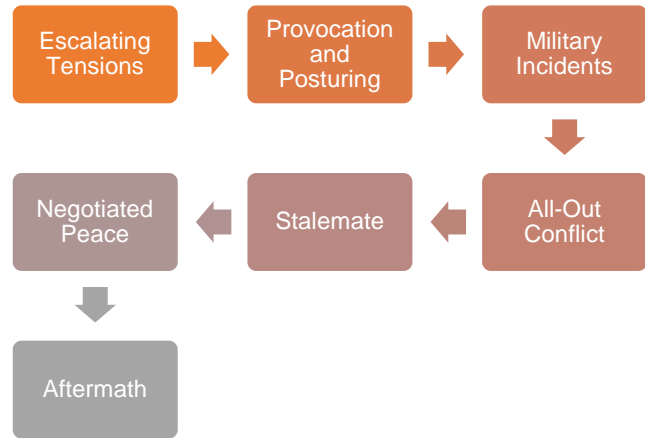 Escalating
Tensions
Provocation
and
Posturing
Military
Incidents
All-Out
Conflict
Stalemate
Negotiated
Peace
Aftermath